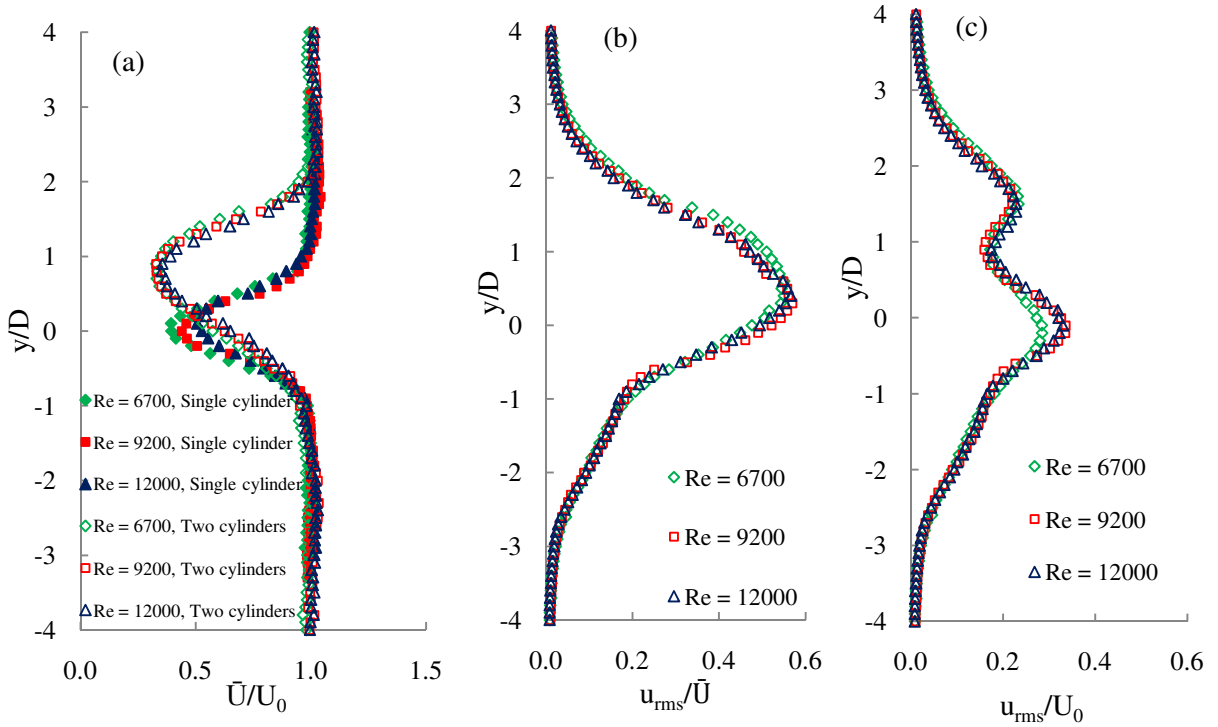 (a)
4
3
2
1
0
-1
-2
-3
-4
y/D
Re = 6700, Single cylinder
Re = 9200, Single cylinder
Re = 12000, Single cylinder
Re = 6700, Two cylinders
Re = 9200, Two cylinders
Re = 12000, Two cylinders
0.0 0.5 1.0 1.5
Ū/U₀
(b)
4
3
2
1
0
-1
-2
-3
-4
y/D
Re = 6700
Re = 9200
Re = 12000
0.0 0.2 0.4 0.6
uᵣₘₛ/Ū
(c)
4
3
2
1
0
-1
-2
-3
-4
y/D
Re = 6700
Re = 9200
Re = 12000
0.0 0.2 0.4 0.6
uᵣₘₛ/U₀